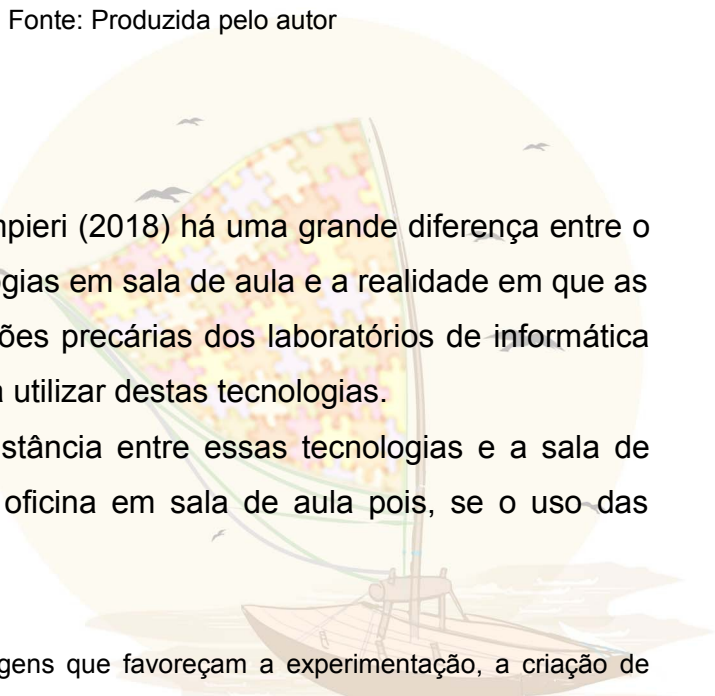 Fonte: Produzida pelo autor
npieri (2018) há uma grande diferença entre o
ogias em sala de aula e a realidade em que as
ões precárias dos laboratórios de informática
a utilizar destas tecnologias.
stância entre essas tecnologias e a sala de
oficina em sala de aula pois, se o uso das
gens que favoreçam a experimentação, a criação de